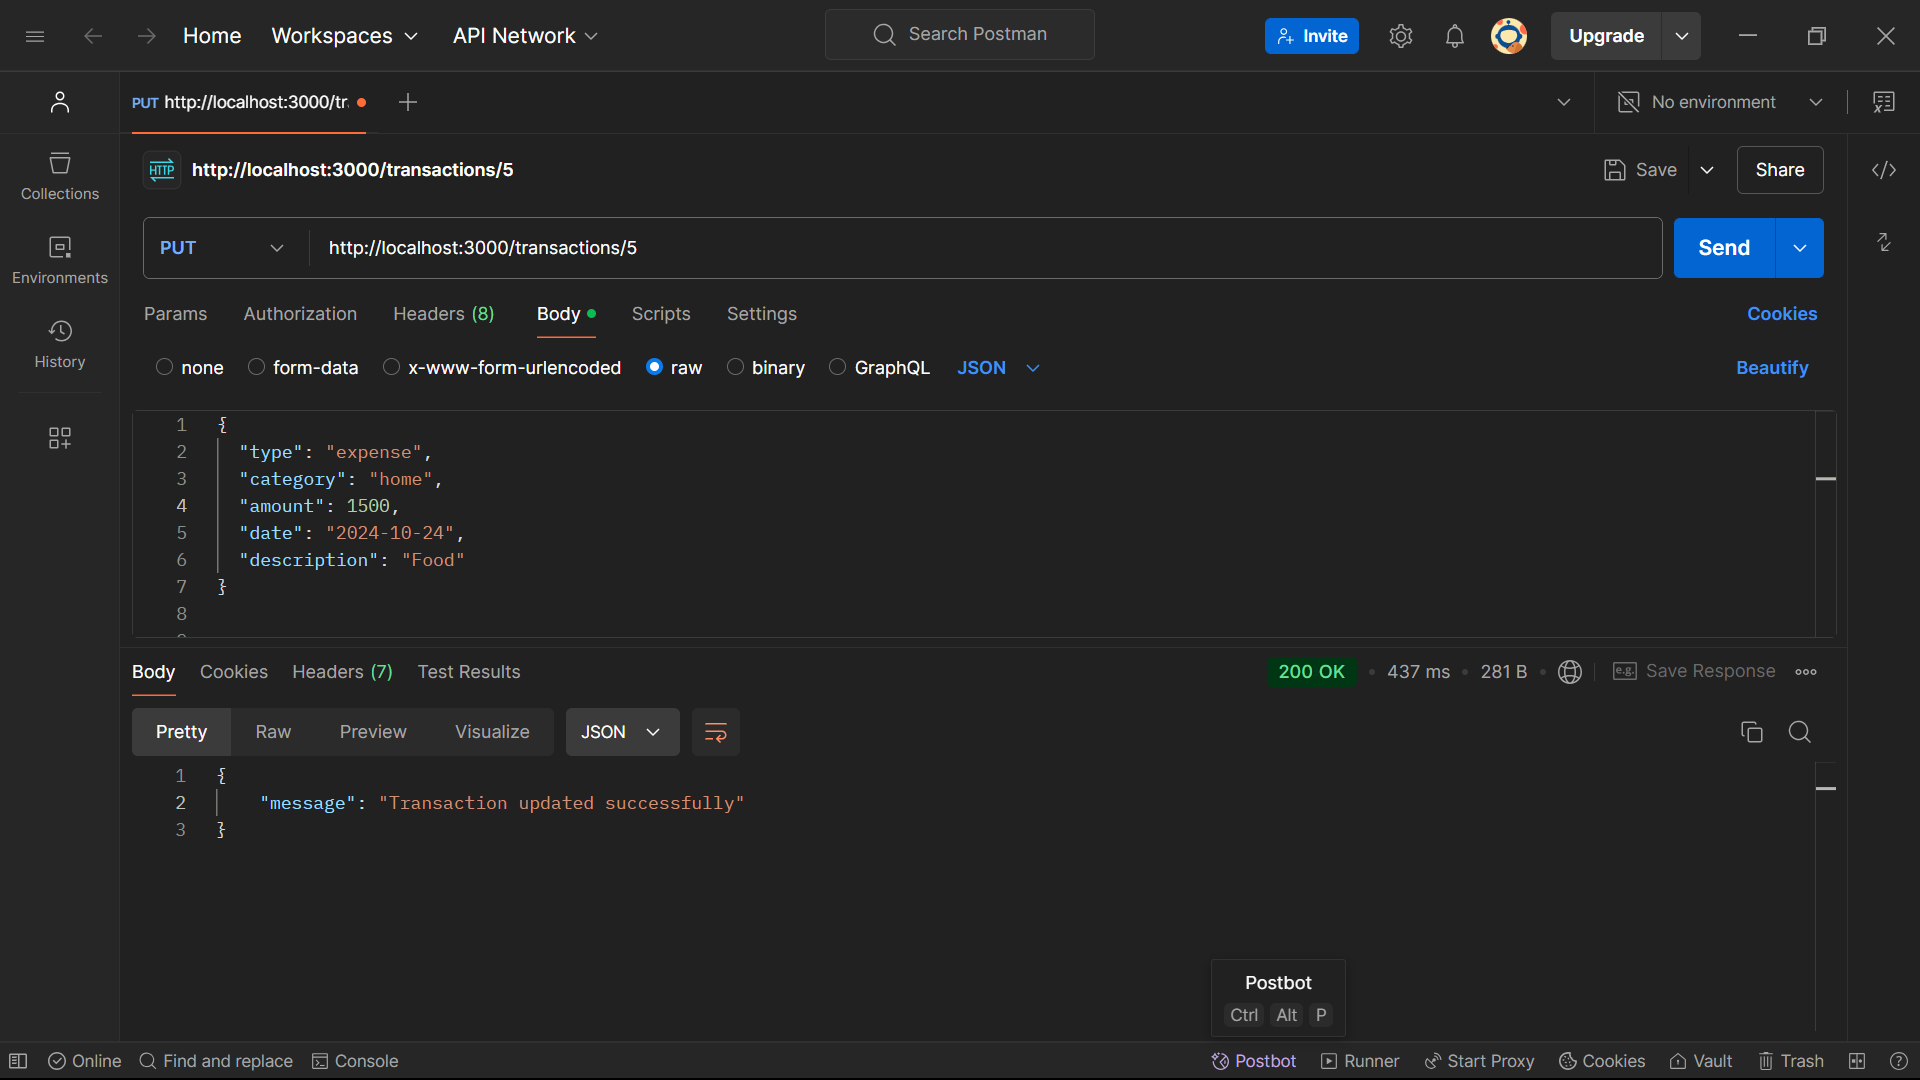 Home Workspaces API Network Search Postman Invite Upgrade
PUT http://localhost:3000/tr No environment
HTTP http://localhost:3000/transactions/5 Save Share
Collections
PUT http://localhost:3000/transactions/5 Send
Environments
Params Authorization Headers (8) Body Scripts Settings Cookies
History
none form-data x-www-form-urlencoded raw binary GraphQL JSON Beautify
1 {
2 "type": "expense",
3 "category": "home",
4 "amount": 1500,
5 "date": "2024-10-24",
6 "description": "Food"
7 }
8
Body Cookies Headers (7) Test Results 200 OK • 437 ms • 281 B • e.g. Save Response
Pretty Raw Preview Visualize JSON
1 {
2 "message": "Transaction updated successfully"
3 }
Postbot
Ctrl Alt P
Online Find and replace Console Postbot Runner Start Proxy Cookies Vault Trash